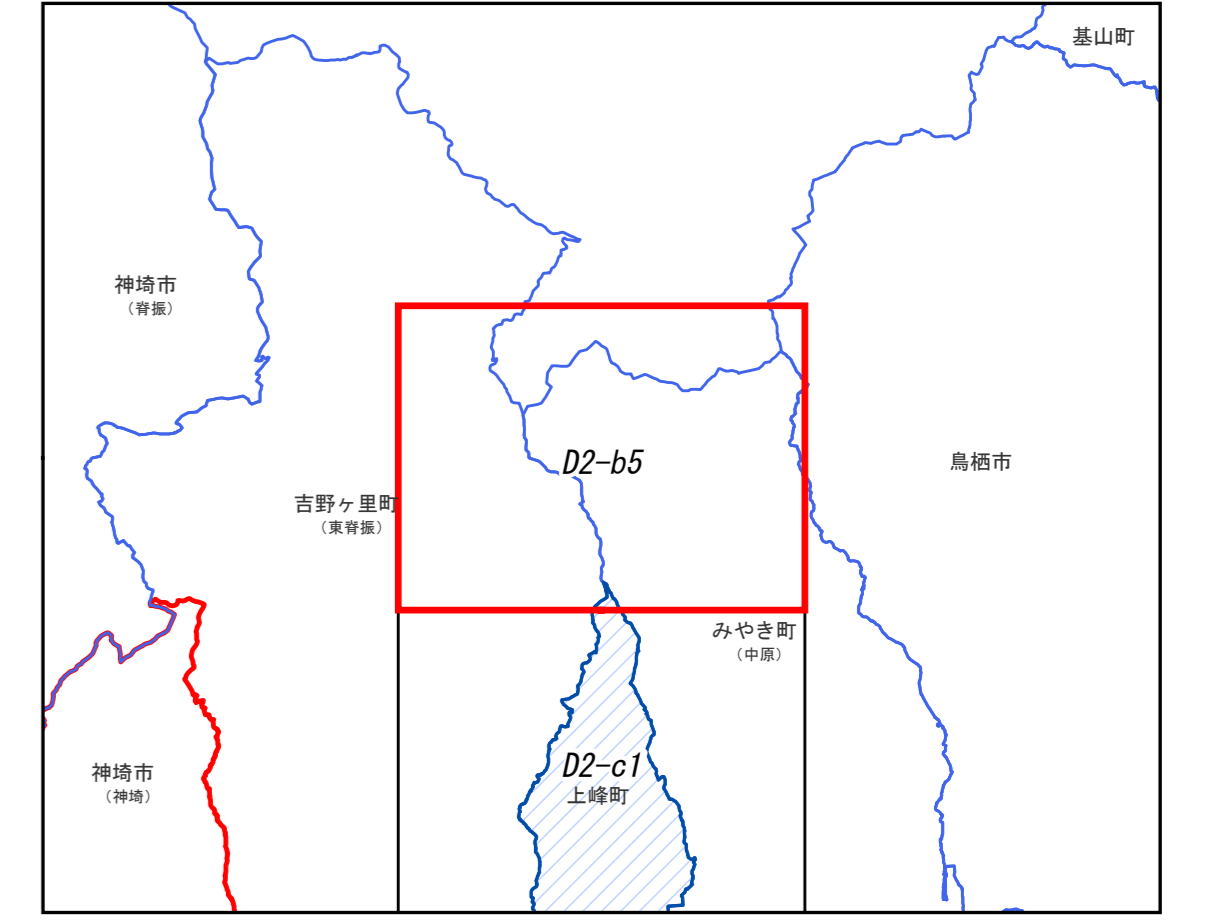 基山町
神埼市
（脊振）
D2-b5
鳥栖市
吉野ヶ里町
（東脊振）
みやき町
（中原）
神埼市
（神埼）
D2-c1
上峰町